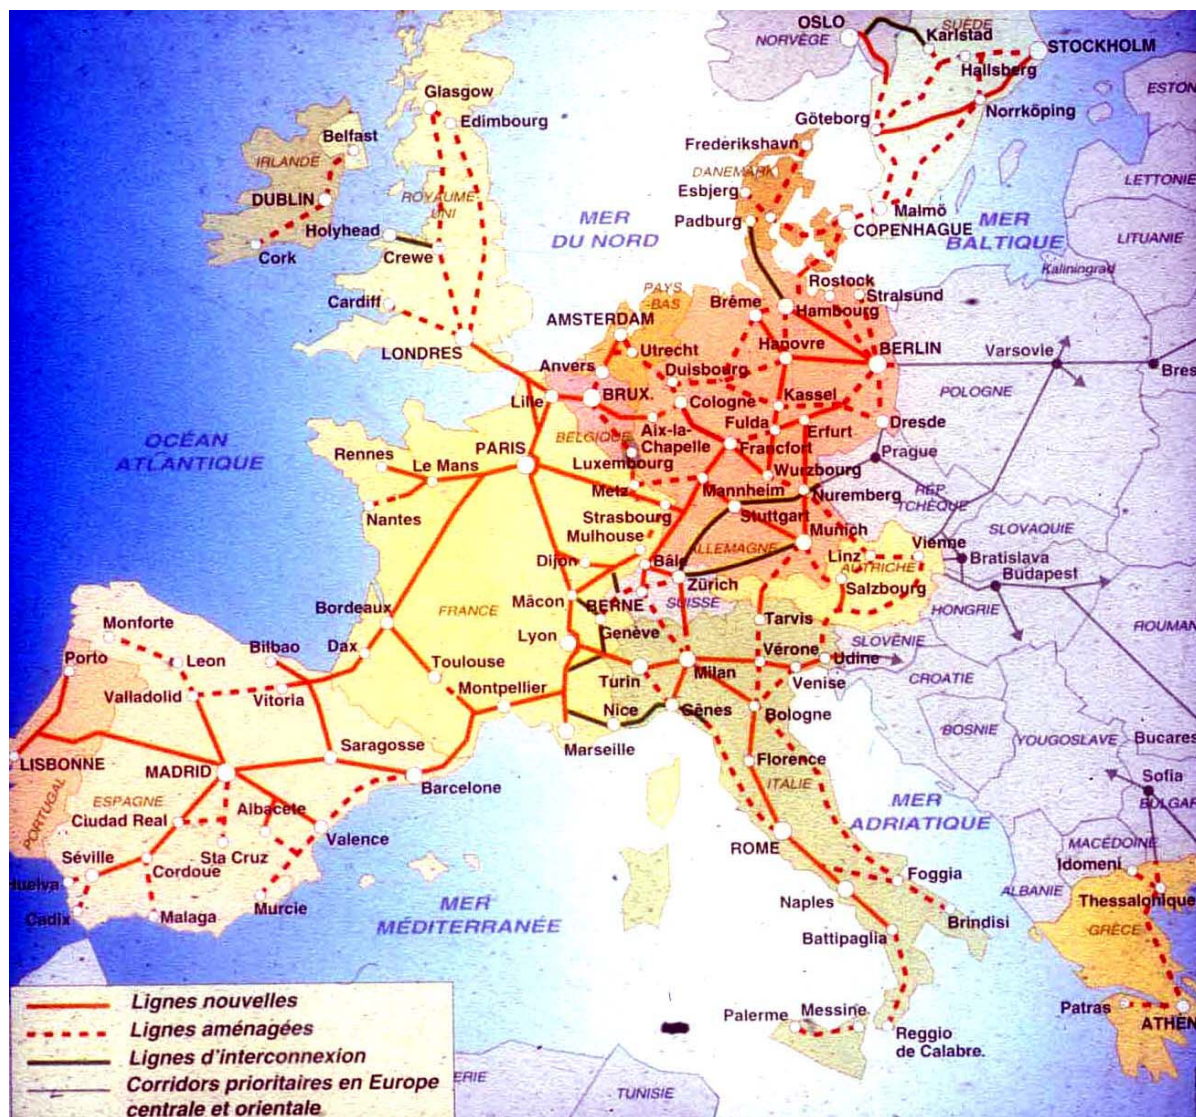 OSLO
SUÈDE
Karlstad
STOCKHOLM
NORVÈGE
Hallsberg
ESTON
Glasgow
Edimbourg
Göteborg
Norrköping
Belfast
Frederikshavn
IRLANDE
DANEMARK
LETTONIE
DUBLIN
ROYAUME-
UNI
Esbjerg
Holyhead
MER
DU NORD
Padburg
Malmö
MER
BALTIQUE
COPENHAGUE
LITUANIE
Cork
Crewe
Kaliningrad
Cardiff
PAYS
-BAS
Rostock
Stralsund
Brême
Hambourg
AMSTERDAM
LONDRES
Utrecht
Hanovre
BERLIN
Varsovie
Anvers
Duisbourg
Bres
POLOGNE
Lille
BRUX.
Cologne
Kassel
Fulda
Erfurt
Dresde
BELGIQUE
Aix-la-
Chapelle
OCÉAN
ATLANTIQUE
PARIS
Francfort
Rennes
Le Mans
Luxembourg
Wurzbourg
Prague
Metz
Mannheim
Nuremberg
RÉP.
TCHÈQUE
Nantes
Strasbourg
Stuttgart
SLOVAQUIE
Mulhouse
Munich
ALLEMAGNE
Linz
Vienne
Dijon
Bâle
AUTRICHE
Bratislava
Zürich
Salzbourg
Budapest
Mâcon
BERNE
SUISSE
HONGRIE
Bordeaux
FRANCE
Genève
Tarvis
Monforte
Lyon
SLOVÉNIE
ROUMAN
Porto
Leon
Bilbao
Dax
Toulouse
Vérone
Udine
Turin
Milan
Venise
CROATIE
Valladolid
Vitoria
Montpellier
Nice
Gênes
Bologne
BOSNIE
YOUGOSLAVE
Bucares
LISBONNE
Saragosse
Marseille
MADRID
Florence
Sofia
Barcelone
ITALIE
BULGAR
ESPAGNE
Albacete
PORTUGAL
Ciudad Real
MER
ADRIATIQUE
Valence
MACÉDOINE
Séville
Sta Cruz
ROME
Idomeni
Cordoue
Huelva
Foggia
ALBANIE
Cadix
Malaga
Murcie
MER
MÉDITERRANÉE
Naples
Thessalonique
Brindisi
Battipaglia
GRÈCE
Lignes nouvelles
Palerme
Messine
Patras
Lignes aménagées
Reggio
de Calabre.
ATHÈN
Lignes d'interconnexion
Corridors prioritaires en Europe
centrale et orientale
ERIE
TUNISIE